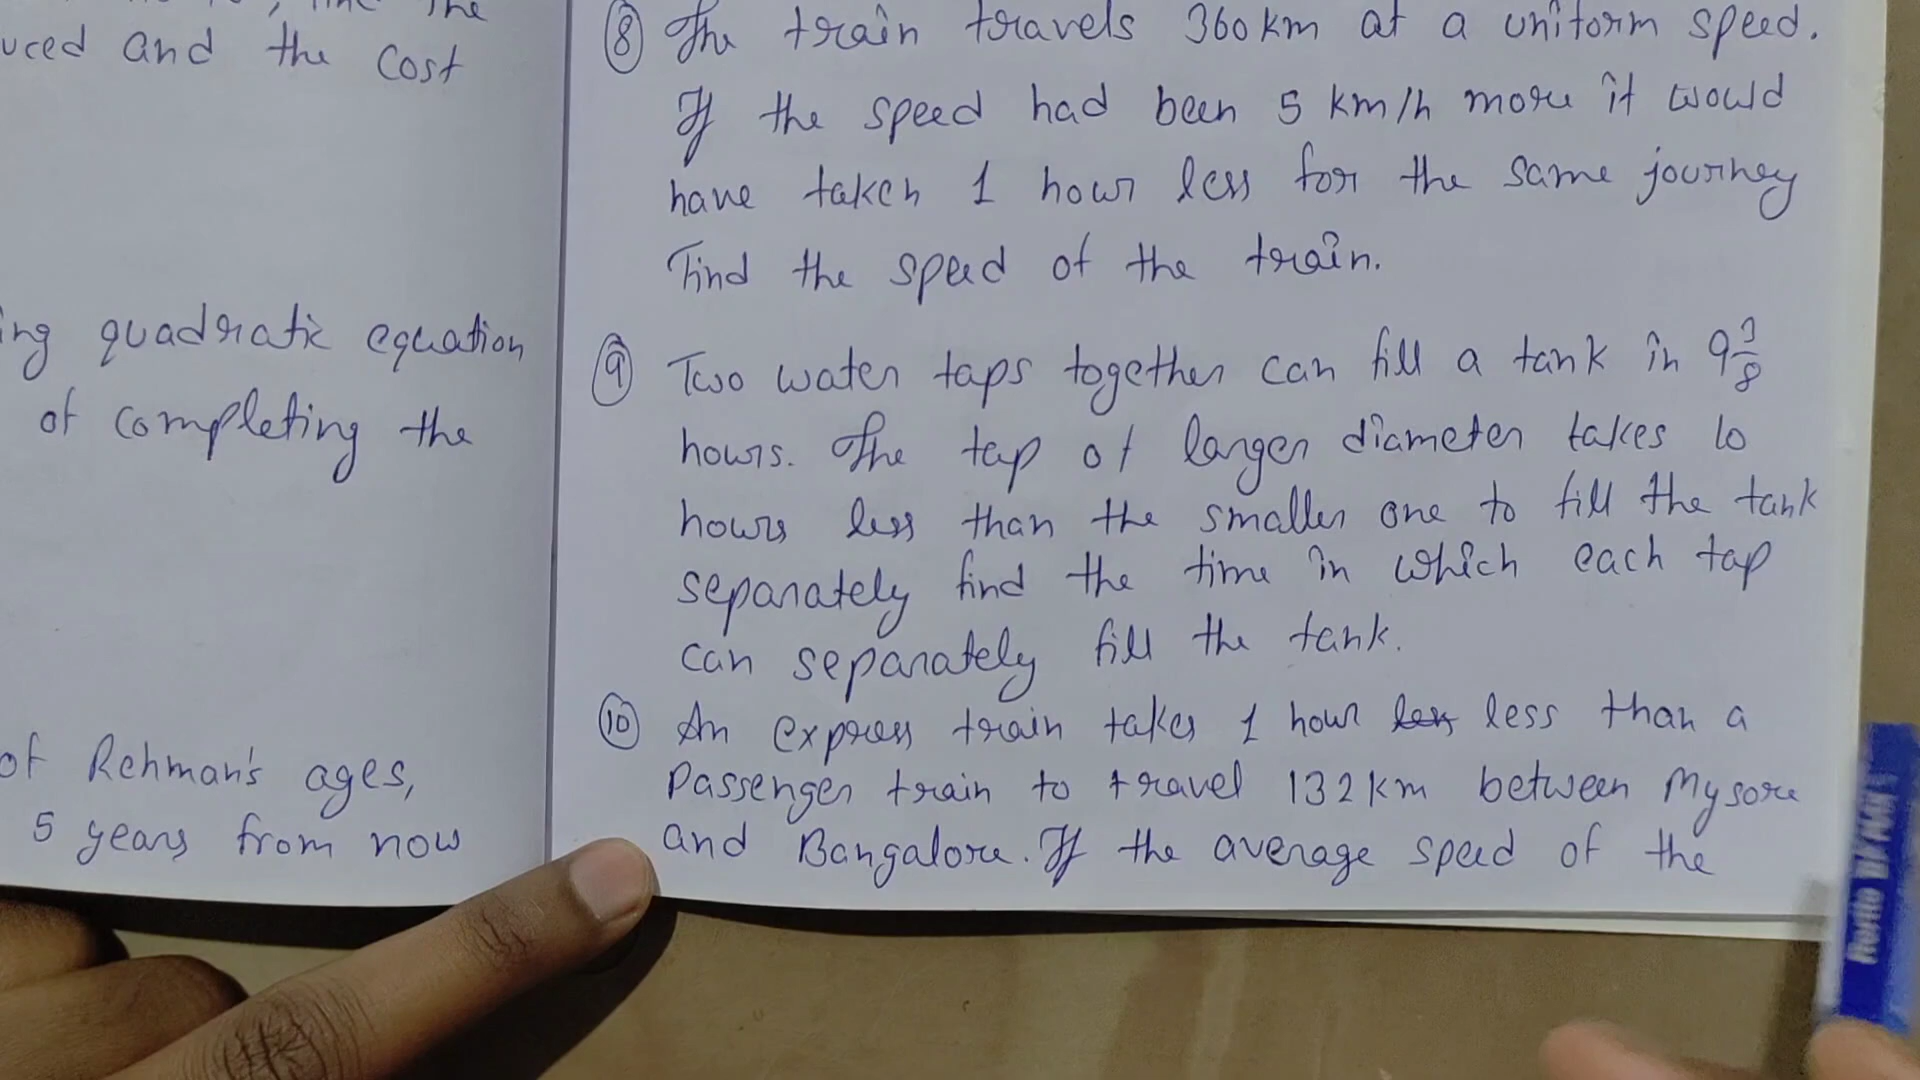 the
uced and the cost
ing quadratic equation
of completing the
of Rehman's ages,
5 years from now
⑧ The train travels 360 km at a uniform speed.
If the speed had been 5 km/h more it would
have taken 1 hour less for the same journey
Find the speed of the train.
⑨ Two water taps together can fill a tank in 9 3/8
hours. The tap of larger diameter takes 10
hours less than the smaller one to fill the tank
separately find the time in which each tap
can separately fill the tank.
⑩ An express train takes 1 hour less than a
Passenger train to travel 132 km between Mysore
and Bangalore. If the average speed of the